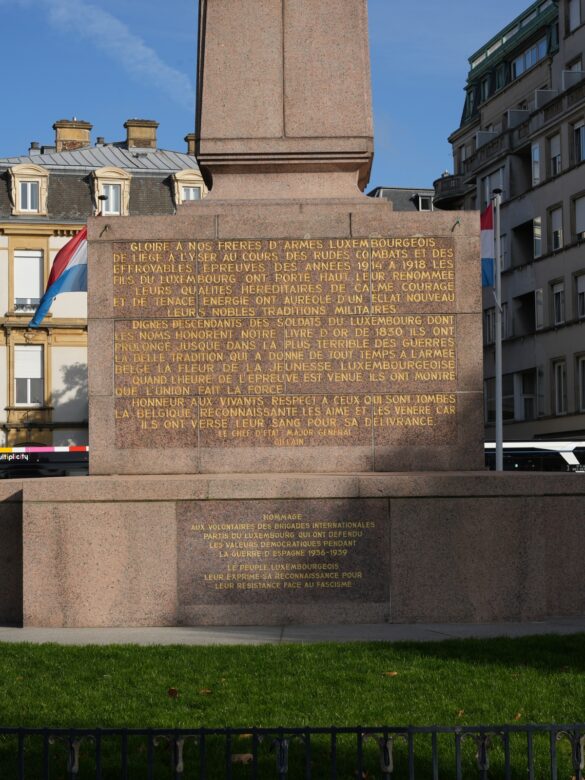 GLOIRE A NOS FRERES D'ARMES LUXEMBOURGEOIS
DE LIEGE A L'YSER AU COURS DES RUDES COMBATS ET DES
EFFROYABLES EPREUVES DES ANNEES 1914 A 1918 LES
FILS DU LUXEMBOURG ONT PORTE HAUT LEUR RENOMMEE
LEURS QUALITES HEREDITAIRES DE CALME COURAGE
ET DE TENACE ENERGIE ONT AUREOLE D'UN ECLAT NOUVEAU
LEURS NOBLES TRADITIONS MILITAIRES
DIGNES DESCENDANTS DES SOLDATS DU LUXEMBOURG DONT
LES NOMS HONORENT NOTRE LIVRE D'OR DE 1830 ILS ONT
PROLONGE JUSQUE DANS LA PLUS TERRIBLE DES GUERRES
LA BELLE TRADITION QUI A DONNE DE TOUT TEMPS A L'ARMEE
BELGE LA FLEUR DE LA JEUNESSE LUXEMBOURGEOISE
QUAND L'HEURE DE L'EPREUVE EST VENUE ILS ONT MONTRE
QUE L'UNION FAIT LA FORCE
HONNEUR AUX VIVANTS RESPECT A CEUX QUI SONT TOMBES
LA BELGIQUE, RECONNAISSANTE LES AIME ET LES VENERE CAR
ILS ONT VERSE LEUR SANG POUR SA DELIVRANCE.
LE CHEF D'ETAT-MAJOR GENERAL
GILLAIN
HOMMAGE
AUX VOLONTAIRES DES BRIGADES INTERNATIONALES
PARTIS DU LUXEMBOURG QUI ONT DEFENDU
LES VALEURS DEMOCRATIQUES PENDANT
LA GUERRE D'ESPAGNE 1936-1939
LE PEUPLE LUXEMBOURGEOIS
LEUR EXPRIME SA RECONNAISSANCE POUR
LEUR RESISTANCE FACE AU FASCISME
multiplicity